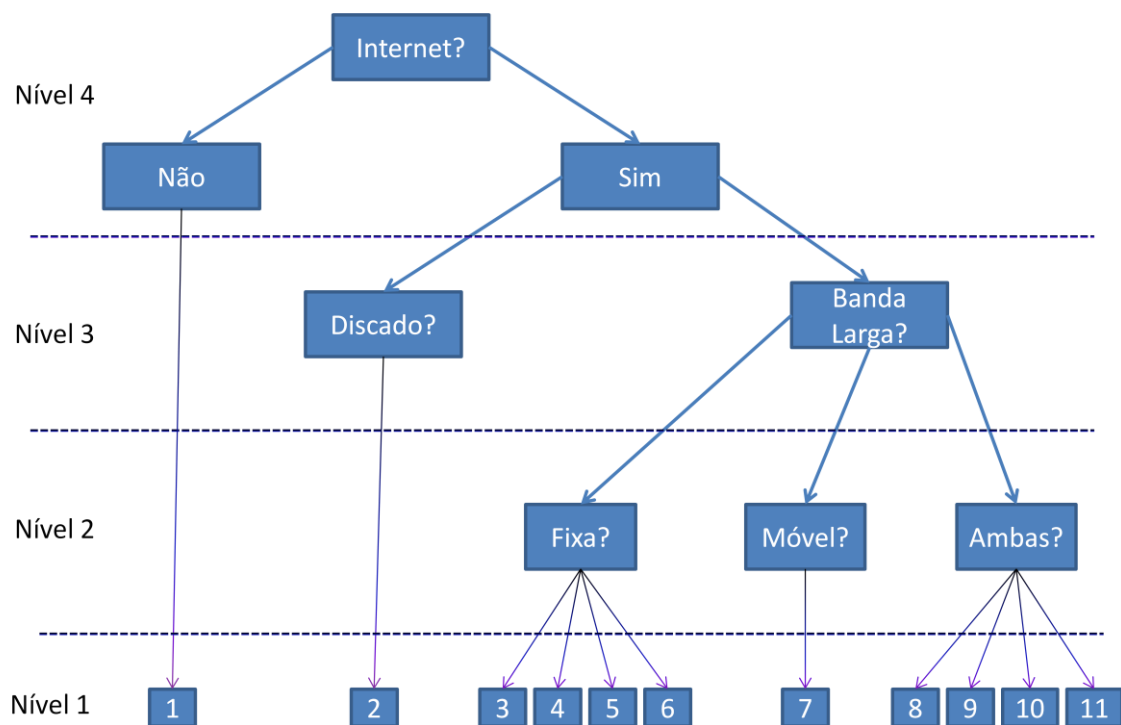 Internet?
Nível 4
Não
Sim
Nível 3
Discado?
Banda
Larga?
Nível 2
Fixa?
Móvel?
Ambas?
Nível 1
1
2
3
4
5
6
7
8
9
10
11